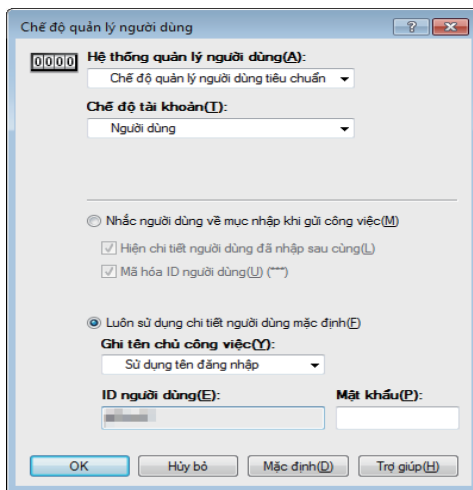 Chế độ quản lý người dùng
0000
Hệ thống quản lý người dùng(A):
Chế độ quản lý người dùng tiêu chuẩn
Chế độ tài khoản(T):
Người dùng
Nhắc người dùng về mục nhập khi gửi công việc(M)
Hiện chi tiết người dùng đã nhập sau cùng(L)
Mã hóa ID người dùng(U) (***)
Luôn sử dụng chi tiết người dùng mặc định(F)
Ghi tên chủ công việc(Y):
Sử dụng tên đăng nhập
ID người dùng(E): Mật khẩu(P):
OK Hủy bỏ Mặc định(D) Trợ giúp(H)